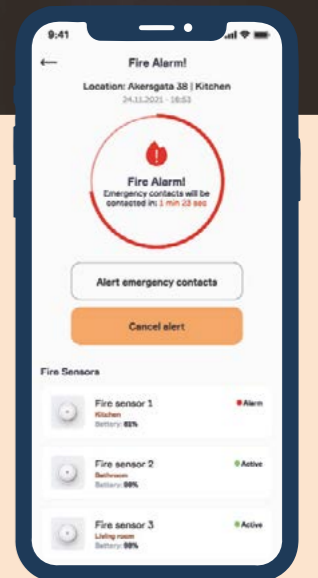 9:41
Fire Alarm!
Location: Akersgata 38 | Kitchen
24.11.2021 - 16:53
Fire Alarm!
Emergency contacts will be
contacted in: 1 min 23 sec
Alert emergency contacts
Cancel alert
Fire Sensors
Fire sensor 1
Alarm
Kitchen
Battery: 81%
Fire sensor 2
Active
Bathroom
Battery: 98%
Fire sensor 3
Active
Living room
Battery: 98%